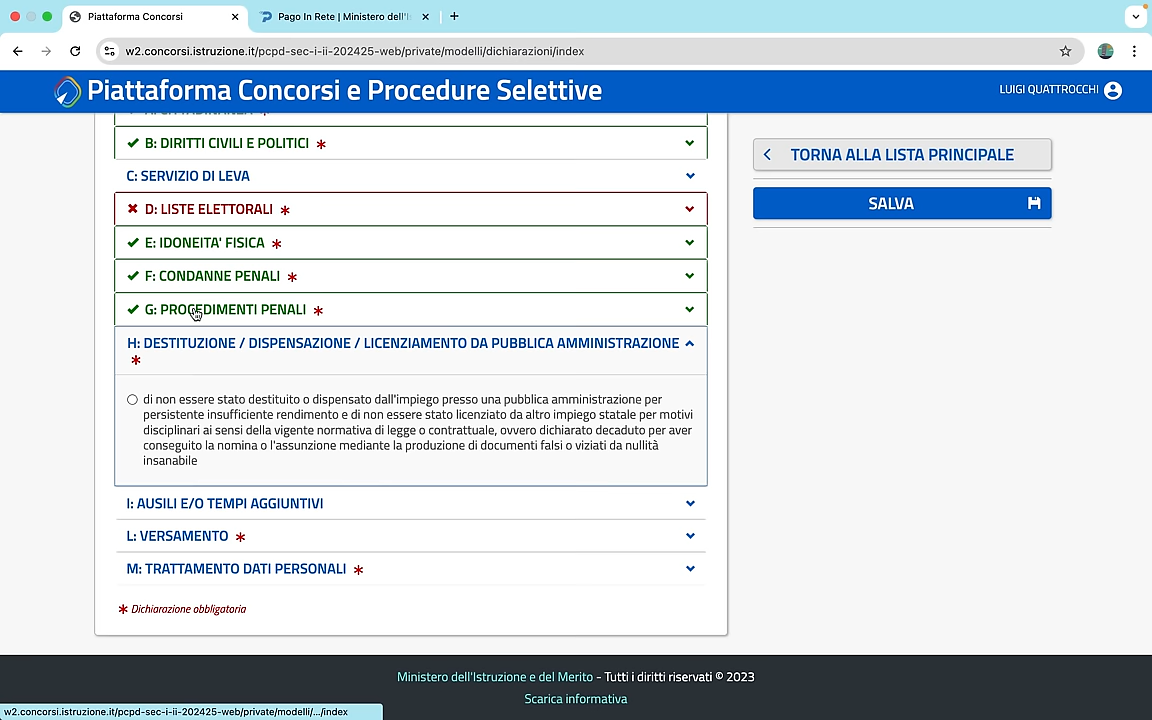 Piattaforma Concorsi
Pago In Rete | Ministero dell'I
w2.concorsi.istruzione.it/pcpd-sec-i-ii-202425-web/private/modelli/dichiarazioni/index
Piattaforma Concorsi e Procedure Selettive
LUIGI QUATTROCCHI
B: DIRITTI CIVILI E POLITICI *
C: SERVIZIO DI LEVA
D: LISTE ELETTORALI *
E: IDONEITA' FISICA *
F: CONDANNE PENALI *
G: PROCEDIMENTI PENALI *
H: DESTITUZIONE / DISPENSAZIONE / LICENZIAMENTO DA PUBBLICA AMMINISTRAZIONE
*
di non essere stato destituito o dispensato dall'impiego presso una pubblica amministrazione per
persistente insufficiente rendimento e di non essere stato licenziato da altro impiego statale per motivi
disciplinari ai sensi della vigente normativa di legge o contrattuale, ovvero dichiarato decaduto per aver
conseguito la nomina o l'assunzione mediante la produzione di documenti falsi o viziati da nullità
insanabile
I: AUSILI E/O TEMPI AGGIUNTIVI
L: VERSAMENTO *
M: TRATTAMENTO DATI PERSONALI *
* Dichiarazione obbligatoria
TORNA ALLA LISTA PRINCIPALE
SALVA
Ministero dell'Istruzione e del Merito - Tutti i diritti riservati © 2023
Scarica informativa
w2.concorsi.istruzione.it/pcpd-sec-i-ii-202425-web/private/modelli/.../index